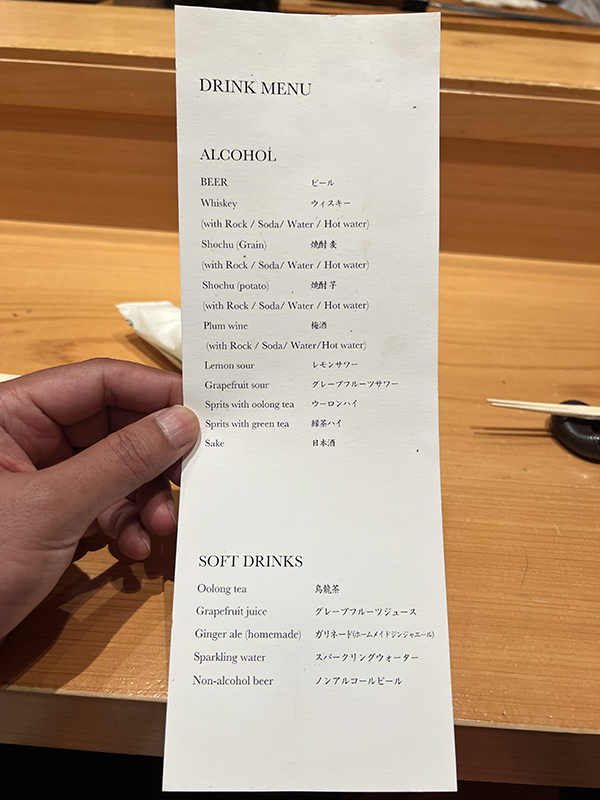 DRINK MENU
ALCOHOL
BEER ビール
Whiskey ウィスキー
(with Rock / Soda/ Water / Hot water)
Shochu (Grain) 焼酎 麦
(with Rock / Soda/ Water / Hot water)
Shochu (potato) 焼酎 芋
(with Rock / Soda/ Water / Hot water)
Plum wine 梅酒
(with Rock / Soda/ Water/Hot water)
Lemon sour レモンサワー
Grapefruit sour グレープフルーツサワー
Sprits with oolong tea ウーロンハイ
Sprits with green tea 緑茶ハイ
Sake 日本酒
SOFT DRINKS
Oolong tea 烏龍茶
Grapefruit juice グレープフルーツジュース
Ginger ale (homemade) ガリネード(ホームメイドジンジャエール)
Sparkling water スパークリングウォーター
Non-alcohol beer ノンアルコールビール